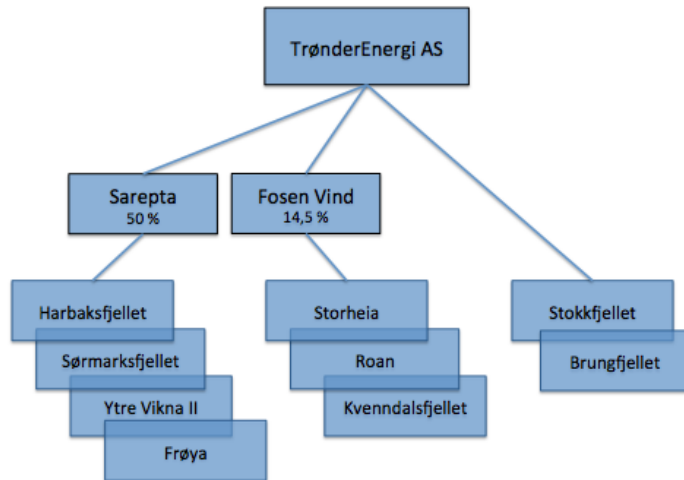 TrønderEnergi AS
Sarepta
50 %
Fosen Vind
14,5 %
Harbaksfjellet
Sørmarksfjellet
Ytre Vikna II
Frøya
Storheia
Roan
Kvenndalsfjellet
Stokkfjellet
Brungfjellet